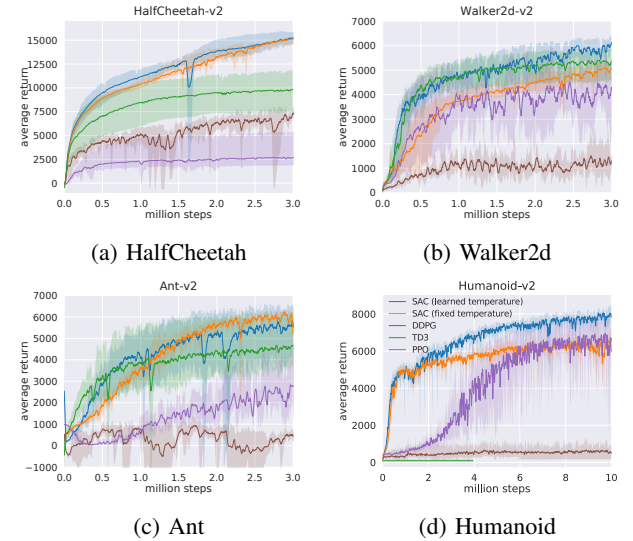 HalfCheetah-v2
15000
12500
10000
7500
5000
2500
0
average return
0.0 0.5 1.0 1.5 2.0 2.5 3.0
million steps
(a) HalfCheetah
Walker2d-v2
7000
6000
5000
4000
3000
2000
1000
0
average return
0.0 0.5 1.0 1.5 2.0 2.5 3.0
million steps
(b) Walker2d
Ant-v2
7000
6000
5000
4000
3000
2000
1000
0
−1000
average return
0.0 0.5 1.0 1.5 2.0 2.5 3.0
million steps
(c) Ant
Humanoid-v2
SAC (learned temperature)
SAC (fixed temperature)
DDPG
TD3
PPO
8000
6000
4000
2000
0
average return
0 2 4 6 8 10
million steps
(d) Humanoid